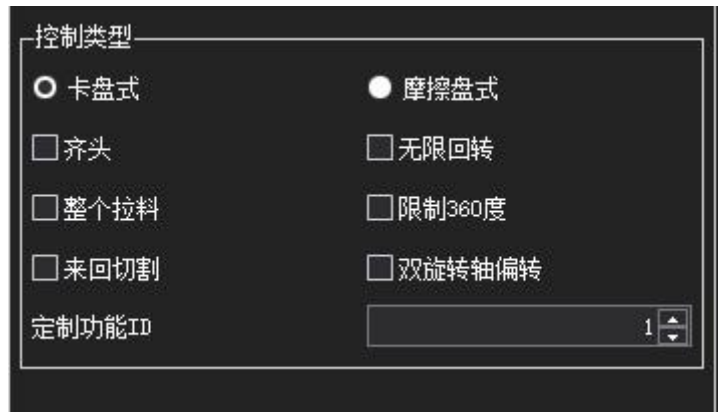 控制类型
卡盘式 摩擦盘式
齐头 无限回转
整个拉料 限制360度
来回切割 双旋转轴偏转
定制功能ID 1